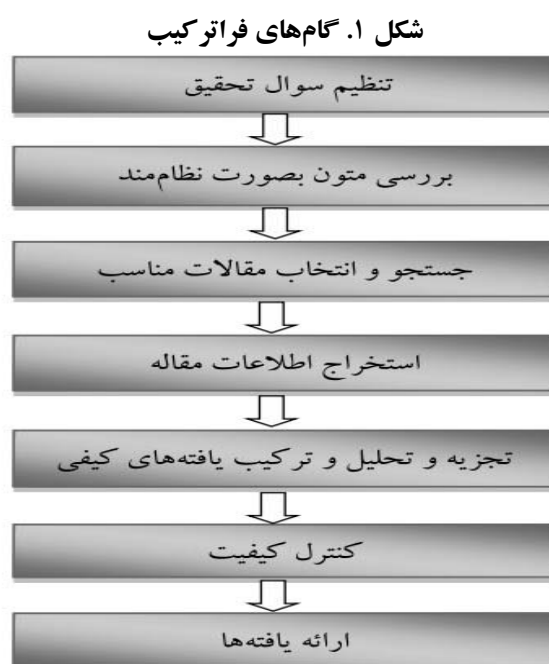 شکل ۱. گام‌های فراترکیب
تنظیم سوال تحقیق
بررسی متون بصورت نظام‌مند
جستجو و انتخاب مقالات مناسب
استخراج اطلاعات مقاله
تجزیه و تحلیل و ترکیب یافته‌های کیفی
کنترل کیفیت
ارائه یافته‌ها